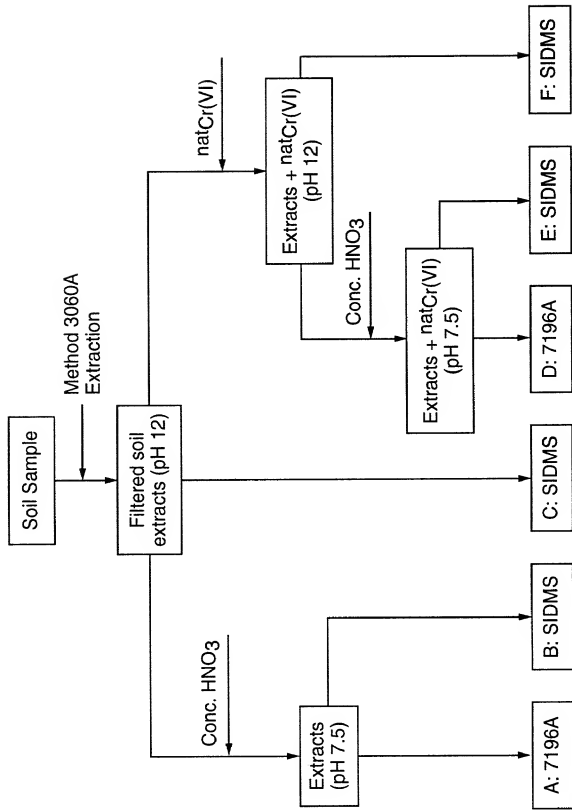 Soil Sample
Method 3060A
Extraction
Filtered soil
extracts (pH 12)
Conc. HNO3
natCr(VI)
Extracts
(pH 7.5)
Extracts + natCr(VI)
(pH 12)
Conc. HNO3
Extracts + natCr(VI)
(pH 7.5)
A: 7196A
B: SIDMS
C: SIDMS
D: 7196A
E: SIDMS
F: SIDMS